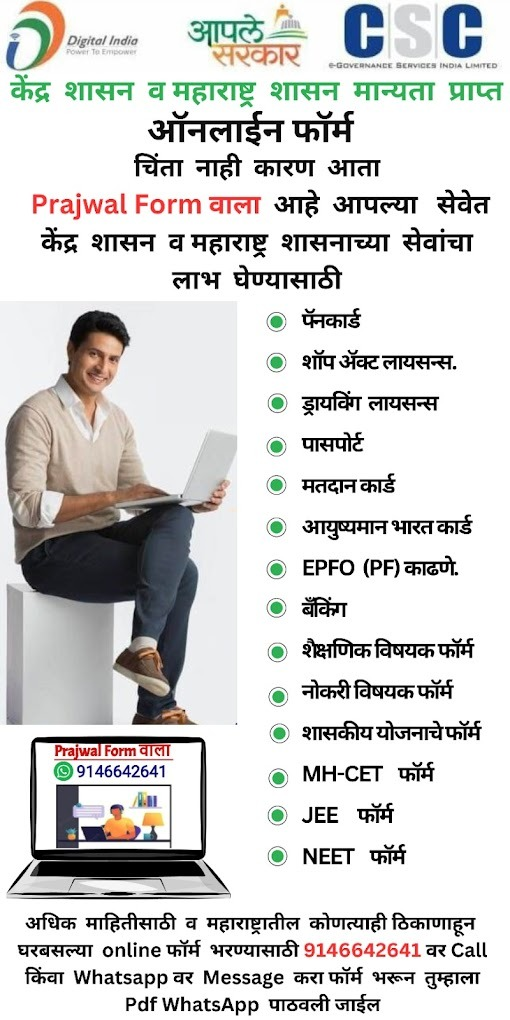 Digital India
Power To Empower
आपले
सरकार
CSC
e-Governance Services India Limited
केंद्र शासन व महाराष्ट्र शासन मान्यता प्राप्त
ऑनलाईन फॉर्म
चिंता नाही कारण आता
Prajwal Form वाला आहे आपल्या सेवेत
केंद्र शासन व महाराष्ट्र शासनाच्या सेवांचा
लाभ घेण्यासाठी
पॅनकार्ड
शॉप ॲक्ट लायसन्स.
ड्रायविंग लायसन्स
पासपोर्ट
मतदान कार्ड
आयुष्यमान भारत कार्ड
EPFO (PF) काढणे.
बँकिंग
शैक्षणिक विषयक फॉर्म
नोकरी विषयक फॉर्म
शासकीय योजनाचे फॉर्म
MH-CET फॉर्म
JEE फॉर्म
NEET फॉर्म
Prajwal Form वाला
9146642641
अधिक माहितीसाठी व महाराष्ट्रातील कोणत्याही ठिकाणाहून
घरबसल्या online फॉर्म भरण्यासाठी 9146642641 वर Call
किंवा Whatsapp वर Message करा फॉर्म भरून तुम्हाला
Pdf WhatsApp पाठवली जाईल